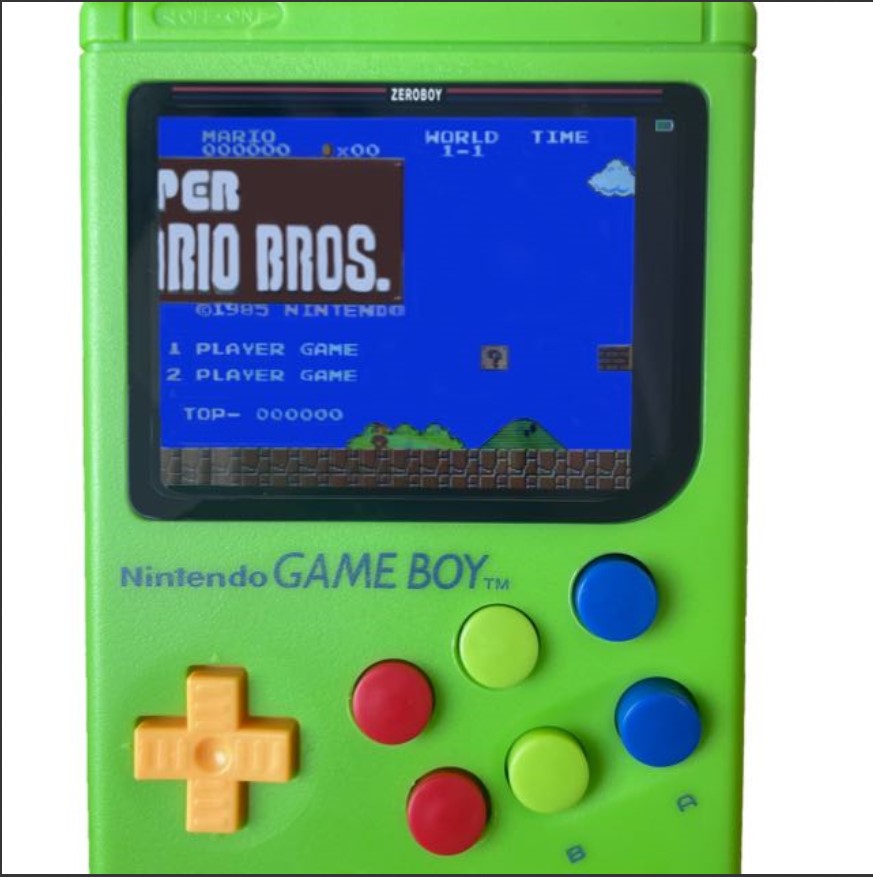 OFF•ON
ZEROBOY
MARIO WORLD TIME
000000 x00 1-1
PER
ARIO BROS.
©1985 NINTENDO
1 PLAYER GAME
2 PLAYER GAME
TOP- 000000
?
Nintendo GAME BOY™
A
B